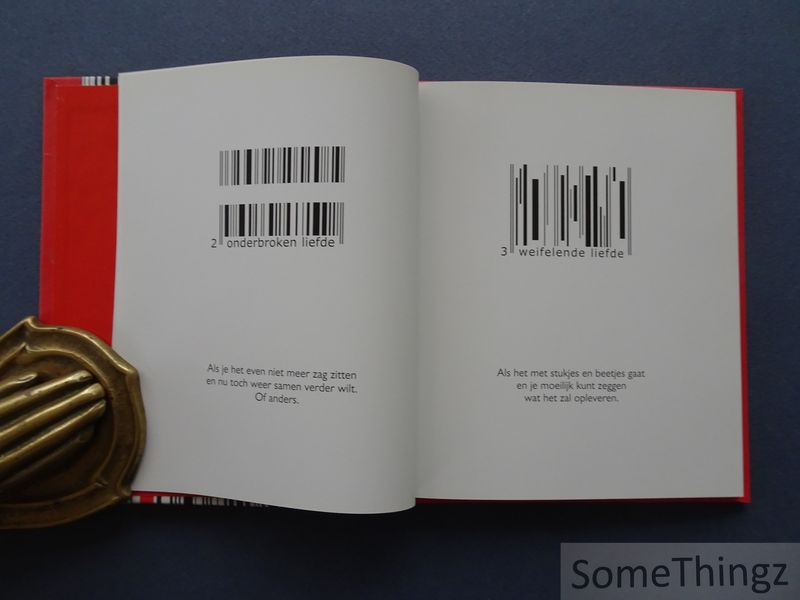 2 onderbroken liefde
Als je het even niet meer zag zitten
en nu toch weer samen verder wilt.
Of anders.
3 weifelende liefde
Als het met stukjes en beetjes gaat
en je moeilijk kunt zeggen
wat het zal opleveren.
SomeThingz